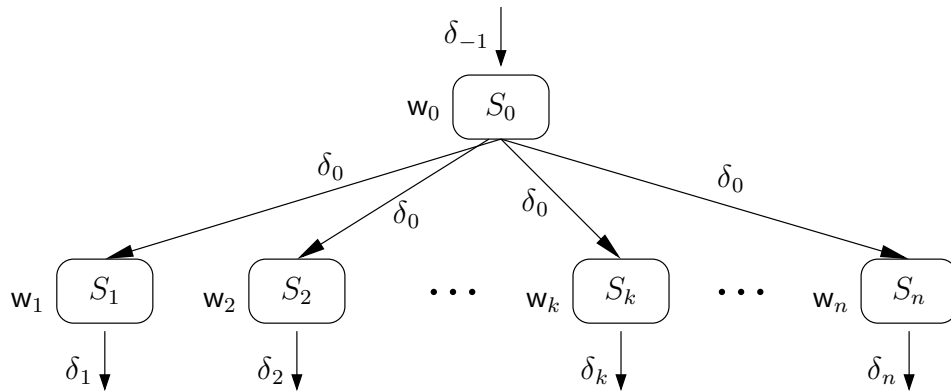 δ₋₁
w₀ S₀
δ₀ δ₀ δ₀ δ₀
w₁ S₁ w₂ S₂ ... wₖ Sₖ ... wₙ Sₙ
δ₁ δ₂ δₖ δₙ